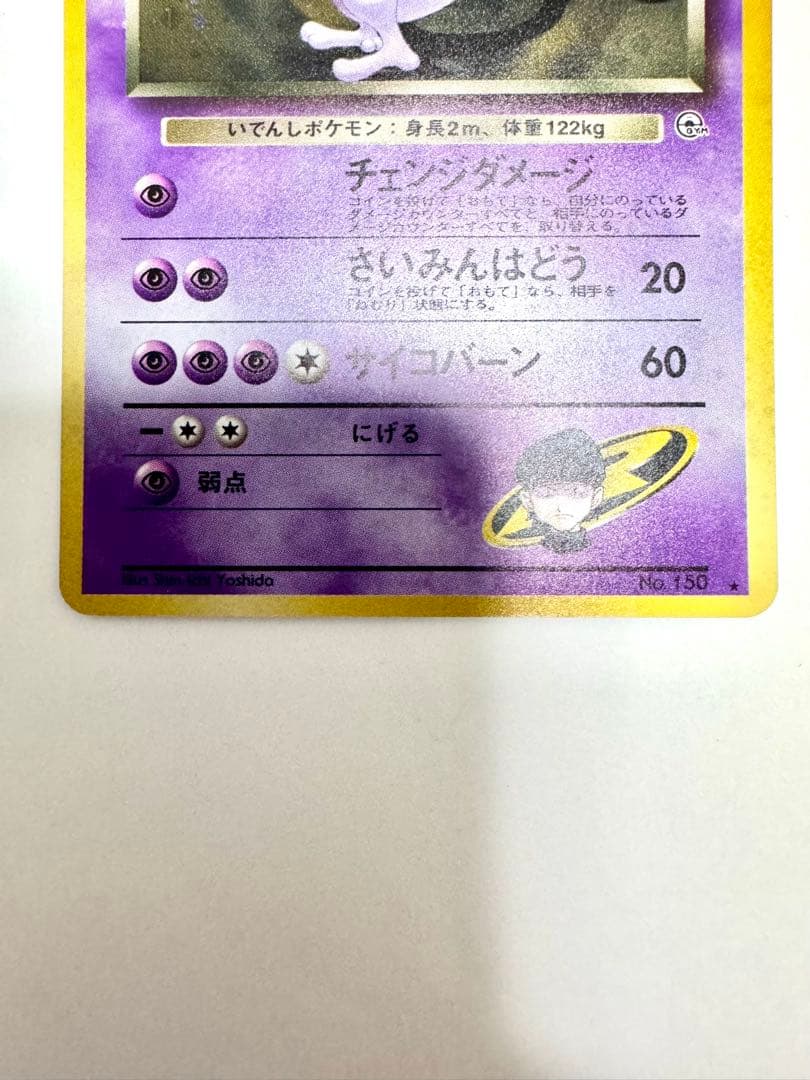 いでんしポケモン：身長2m、体重122kg
GYM
チェンジダメージ
コインを投げて「おもて」なら、自分にのっている
ダメージカウンターすべてと、相手にのっているダ
メージカウンターすべてを、取り替える。
さいみんはどう 20
コインを投げて「おもて」なら、相手を
「ねむり」状態にする。
サイコバーン 60
にげる
弱点
Illus. Shin-ichi Yoshida
No. 150 ★